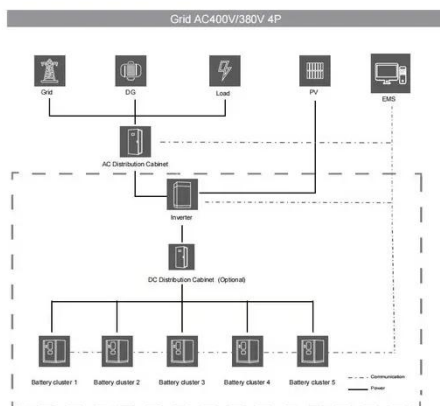 Grid AC400V/380V 4P
Grid
DG
Load
PV
EMS
AC Distribution Cabinet
Inverter
DC Distribution Cabinet (Optional)
Battery cluster 1
Battery cluster 2
Battery cluster 3
Battery cluster 4
Battery cluster 5
Communication
Power